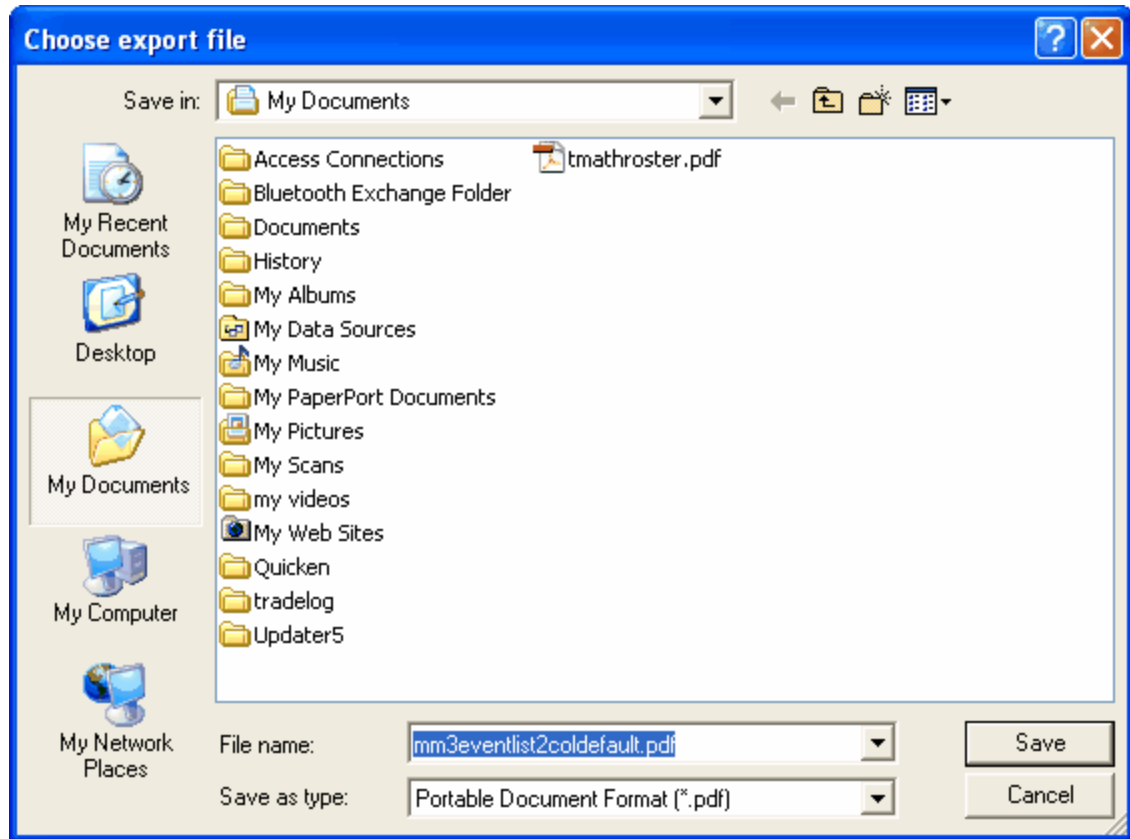 Choose export file
Save in: My Documents
My Recent
Documents
Desktop
My Documents
My Computer
My Network
Places
Access Connections
Bluetooth Exchange Folder
Documents
History
My Albums
My Data Sources
My Music
My PaperPort Documents
My Pictures
My Scans
my videos
My Web Sites
Quicken
tradelog
Updater5
tmathroster.pdf
File name: mm3eventlist2coldefault.pdf Save
Save as type: Portable Document Format (*.pdf) Cancel